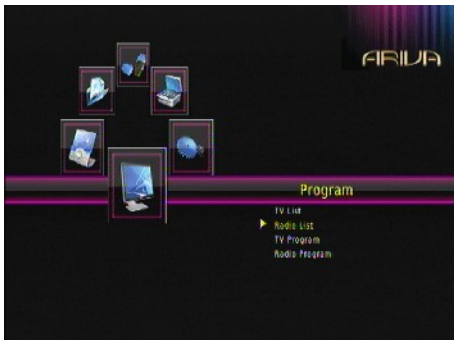 ARIVA
Program
TV List
Radio List
TV Program
Radio Program